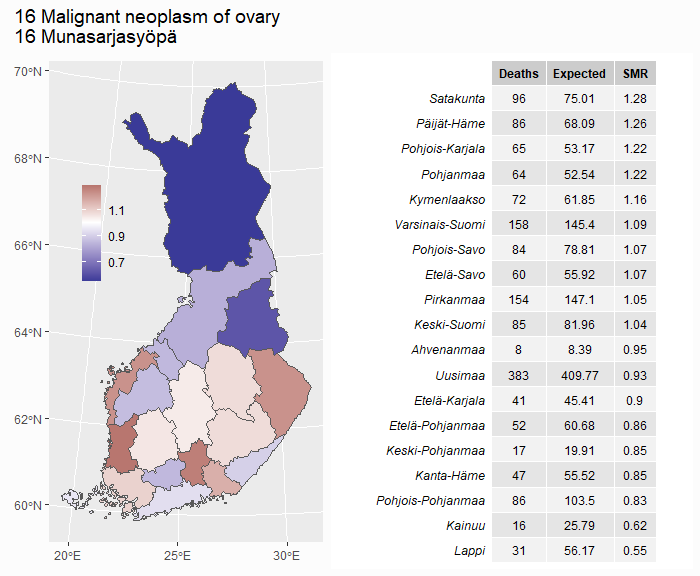 16 Malignant neoplasm of ovary
16 Munasarjasyöpä
70°N
68°N
66°N
64°N
62°N
60°N
20°E
25°E
30°E
1.1
0.9
0.7
Deaths Expected SMR
Satakunta 96 75.01 1.28
Päijät-Häme 86 68.09 1.26
Pohjois-Karjala 65 53.17 1.22
Pohjanmaa 64 52.54 1.22
Kymenlaakso 72 61.85 1.16
Varsinais-Suomi 158 145.4 1.09
Pohjois-Savo 84 78.81 1.07
Etelä-Savo 60 55.92 1.07
Pirkanmaa 154 147.1 1.05
Keski-Suomi 85 81.96 1.04
Ahvenanmaa 8 8.39 0.95
Uusimaa 383 409.77 0.93
Etelä-Karjala 41 45.41 0.9
Etelä-Pohjanmaa 52 60.68 0.86
Keski-Pohjanmaa 17 19.91 0.85
Kanta-Häme 47 55.52 0.85
Pohjois-Pohjanmaa 86 103.5 0.83
Kainuu 16 25.79 0.62
Lappi 31 56.17 0.55